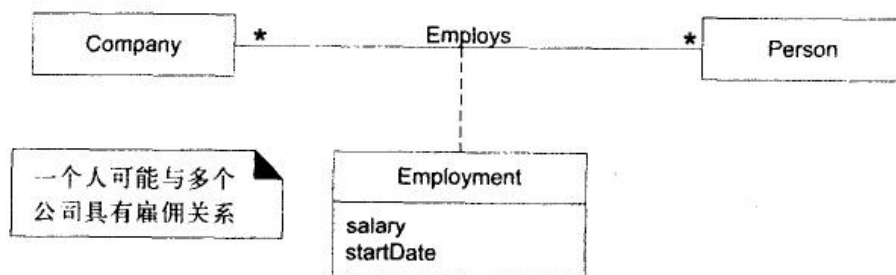 Company
*
Employs
*
Person
一个人可能与多个
公司具有雇佣关系
Employment
salary
startDate